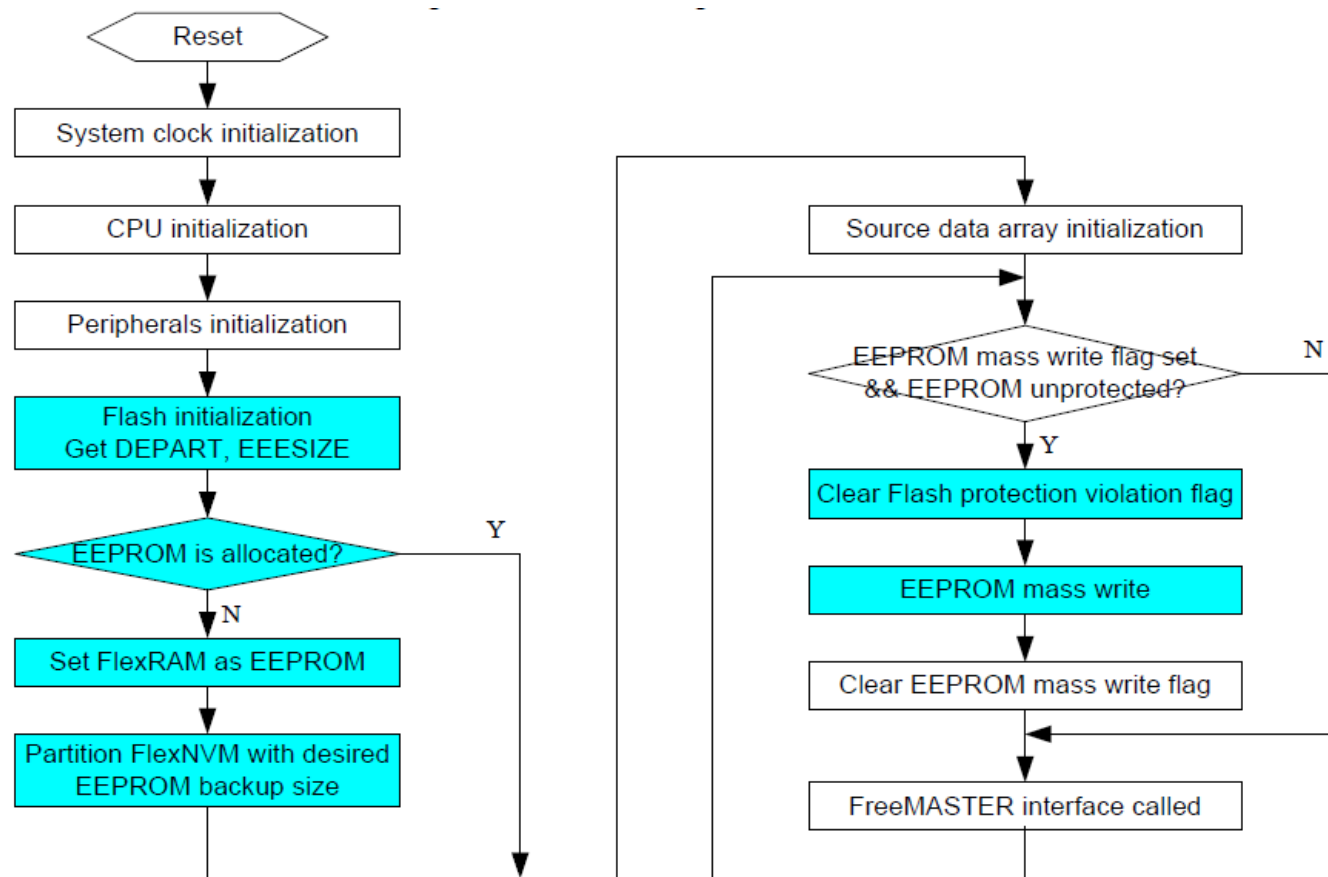 Reset
System clock initialization
CPU initialization
Peripherals initialization
Flash initialization
Get DEPART, EEESIZE
EEPROM is allocated?
Y
N
Set FlexRAM as EEPROM
Partition FlexNVM with desired
EEPROM backup size
Source data array initialization
EEPROM mass write flag set
&& EEPROM unprotected?
N
Y
Clear Flash protection violation flag
EEPROM mass write
Clear EEPROM mass write flag
FreeMASTER interface called